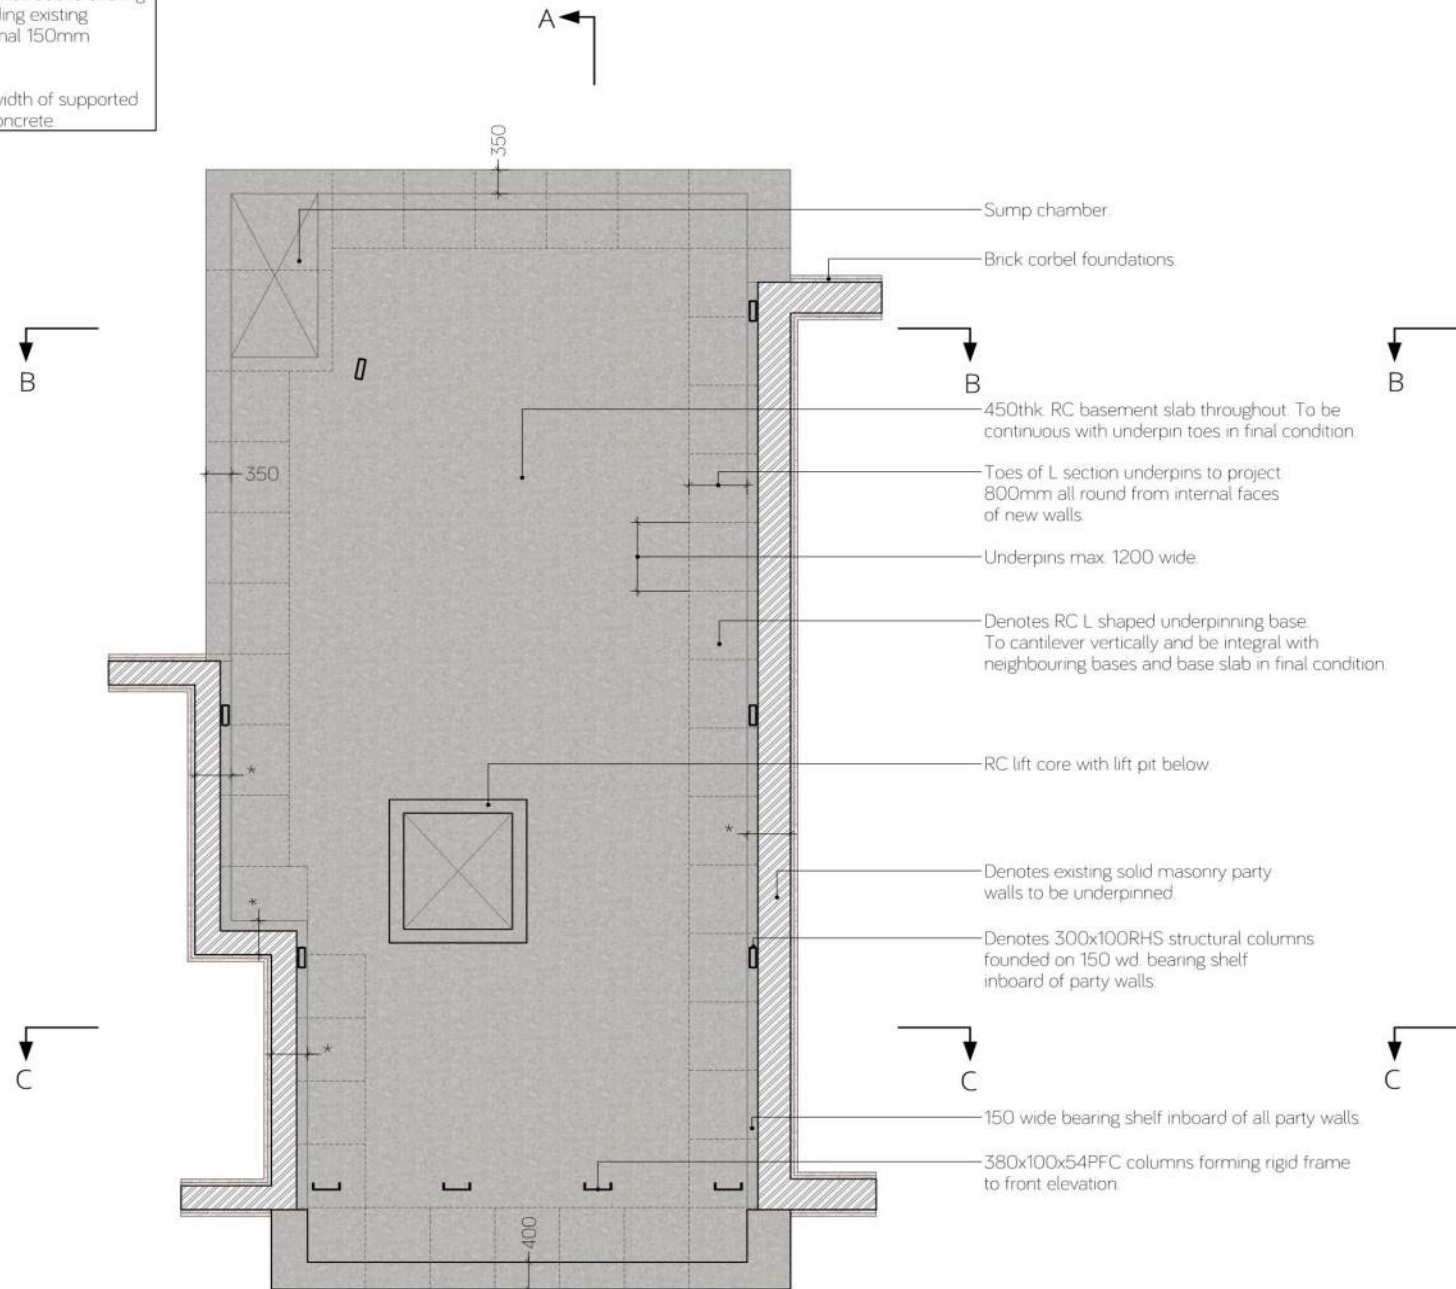 ding existing
nal 150mm
width of supported
concrete
A
350
Sump chamber.
Brick corbel foundations.
B
B
B
450thk. RC basement slab throughout. To be
continuous with underpin toes in final condition.
350
Toes of L section underpins to project
800mm all round from internal faces
of new walls.
Underpins max. 1200 wide.
Denotes RC L shaped underpinning base.
To cantilever vertically and be integral with
neighbouring bases and base slab in final condition.
RC lift core with lift pit below.
*
*
Denotes existing solid masonry party
walls to be underpinned.
*
Denotes 300x100RHS structural columns
founded on 150 wd. bearing shelf
inboard of party walls.
*
C
C
C
150 wide bearing shelf inboard of all party walls.
380x100x54PFC columns forming rigid frame
to front elevation.
400